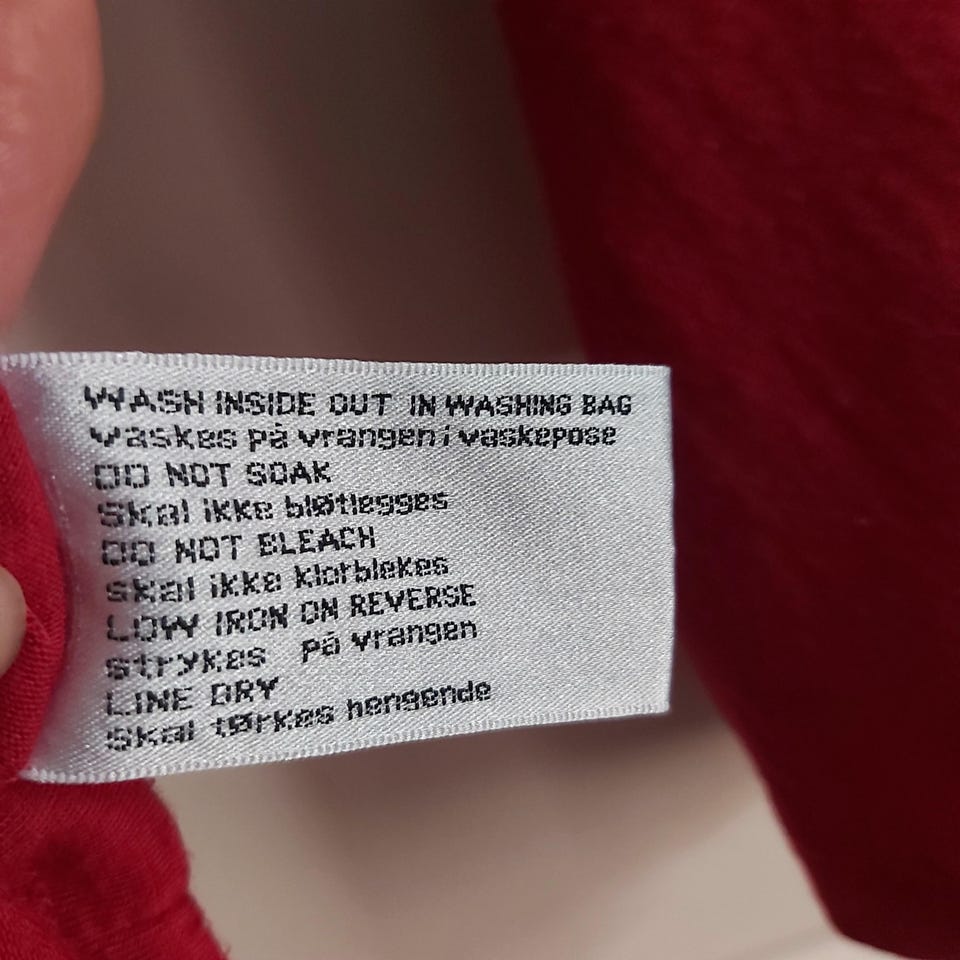 WASH INSIDE OUT IN WASHING BAG
vaskes på vrangen i vaskepose
DO NOT SOAK
Skal ikke bløtlegges
DO NOT BLEACH
skal ikke klorblekes
LOW IRON ON REVERSE
strykes på vrangen
LINE DRY
Skal tørkes hengende